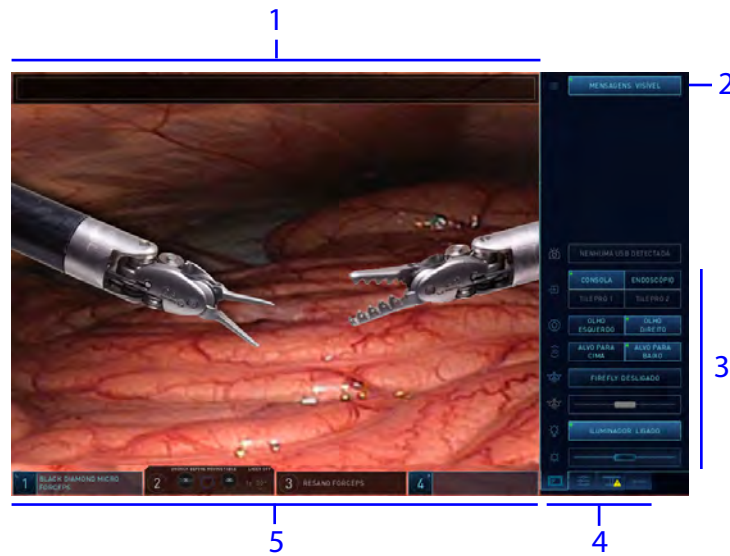 1
MENSAGENS: VISÍVEL
2
NENHUMA USB DETECTADA
CONSOLA
ENDOSCÓPIO
TILEPRO 1
TILEPRO 2
OLHO
ESQUERDO
OLHO
DIREITO
ALVO PARA
CIMA
ALVO PARA
BAIXO
3
FIREFLY DESLIGADO
ILUMINADOR LIGADO
1
BLACK DIAMOND MICRO
FORCEPS
2
3
RESANO FORCEPS
4
5
4